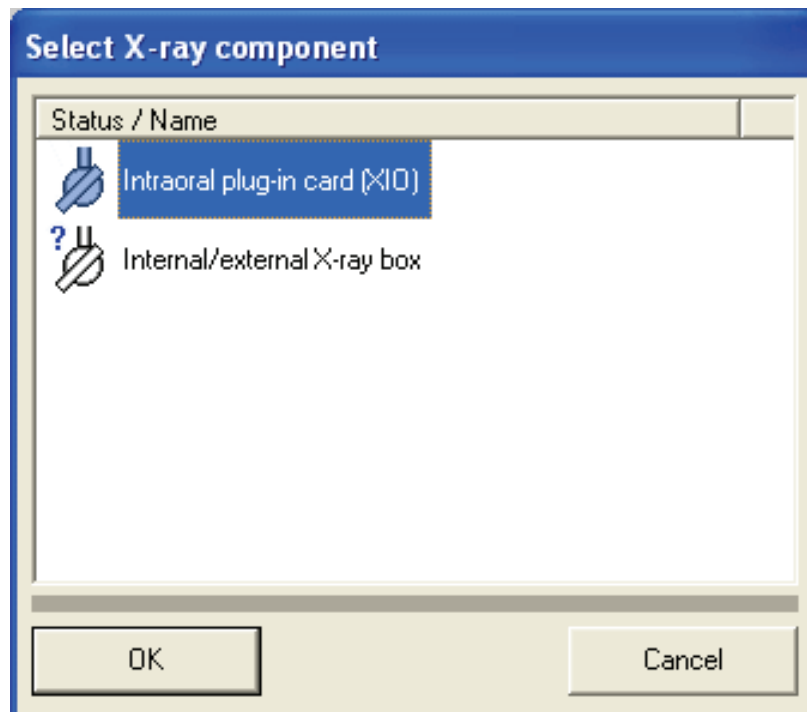 Select X-ray component
Status / Name
Intraoral plug-in card (XIO)
?
Internal/external X-ray box
OK
Cancel